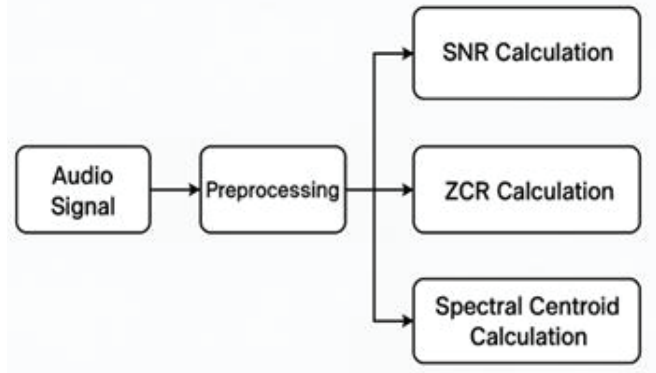 Audio
Signal
Preprocessing
SNR Calculation
ZCR Calculation
Spectral Centroid
Calculation